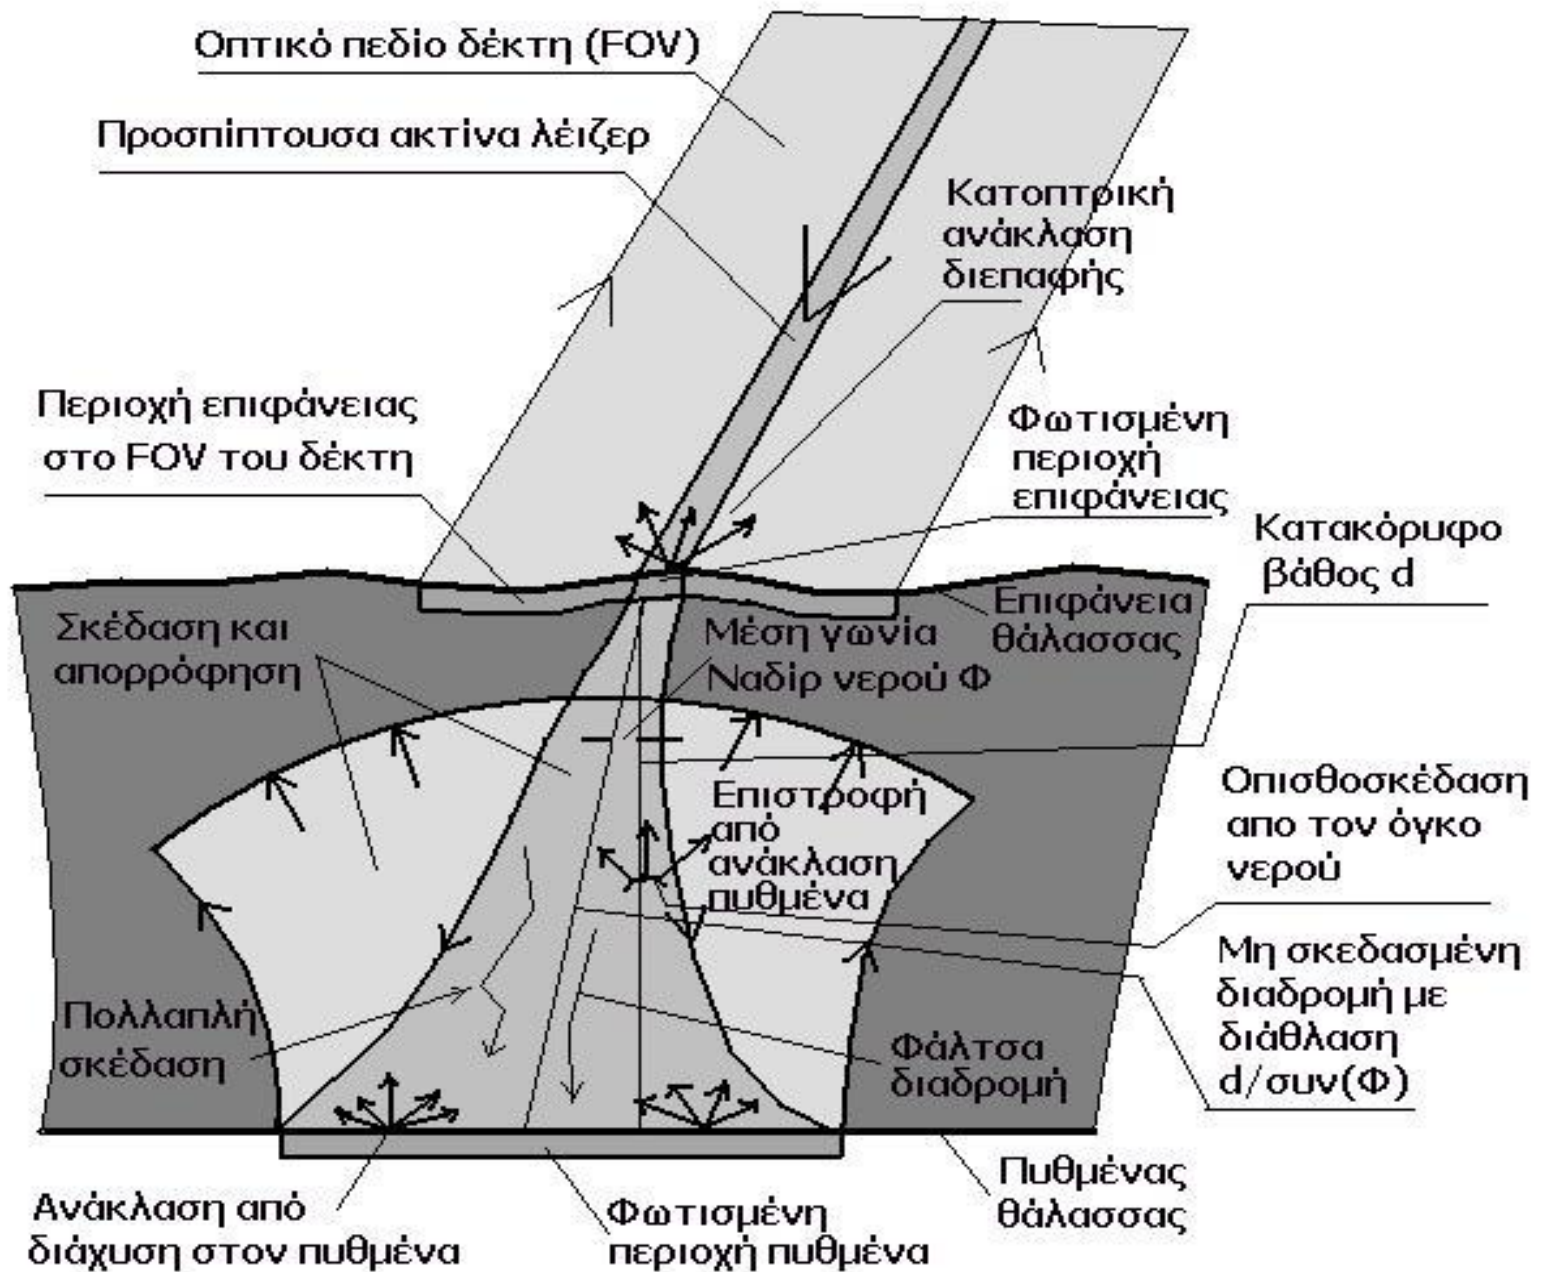 Οπτικό πεδίο δέκτη (FOV)
Προσπίπτουσα ακτίνα λέιζερ
Κατοπτρική
ανάκλαση
διεπαφής
Περιοχή επιφάνειας
στο FOV του δέκτη
Φωτισμένη
περιοχή
επιφάνειας
Κατακόρυφο
βάθος d
Επιφάνεια
θάλασσας
Σκέδαση και
απορρόφηση
Μέση γωνία
Ναδίρ νερού Φ
Επιστροφή
από
ανάκλαση
πυθμένα
Οπισθοσκέδαση
απο τον όγκο
νερού
Μη σκεδασμένη
διαδρομή με
διάθλαση
d/συν(Φ)
Πολλαπλή
σκέδαση
Φάλτσα
διαδρομή
Πυθμένας
θάλασσας
Ανάκλαση από
διάχυση στον πυθμένα
Φωτισμένη
περιοχή πυθμένα